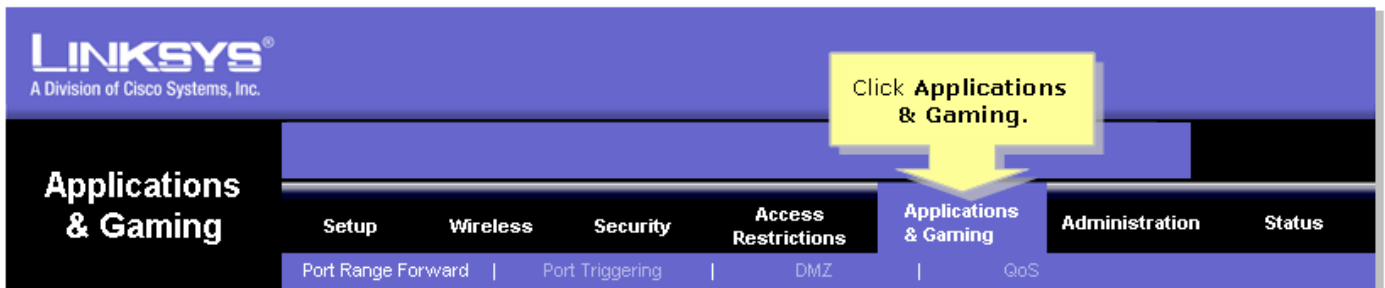 LINKSYS®
A Division of Cisco Systems, Inc.
Click Applications
& Gaming.
Applications
& Gaming
Setup Wireless Security Access Restrictions Applications & Gaming Administration Status
Port Range Forward | Port Triggering | DMZ | QoS